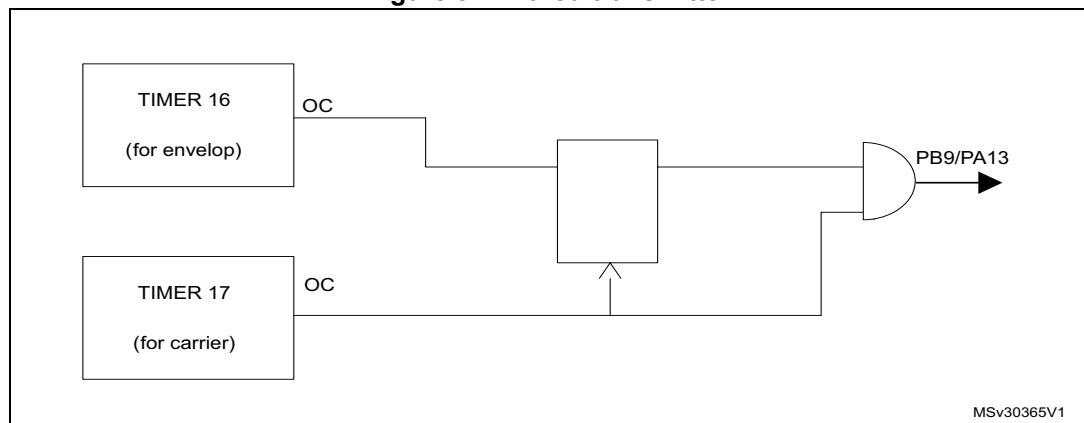 TIMER 16
(for envelop)
OC
PB9/PA13
TIMER 17
(for carrier)
OC
MSv30365V1